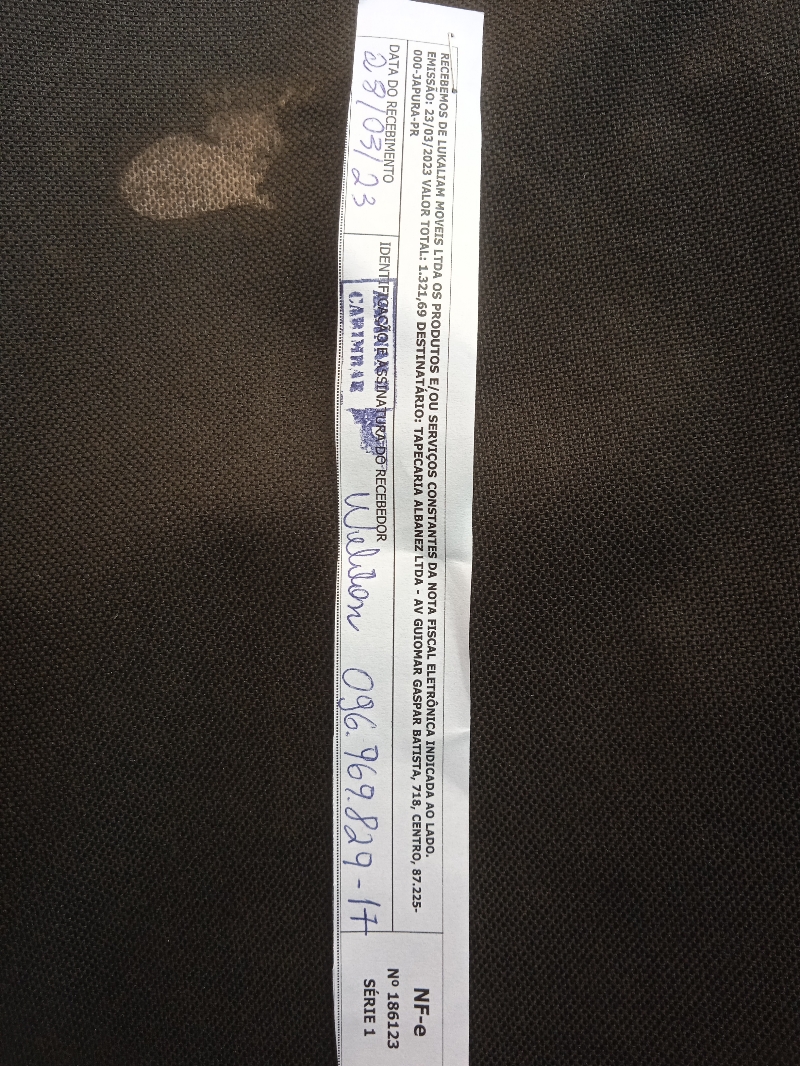 RECEBEMOS DE LUKALIAM MOVEIS LTDA OS PRODUTOS E/OU SERVIÇOS CONSTANTES DA NOTA FISCAL ELETRÔNICA INDICADA AO LADO.
EMISSÃO: 23/03/2023 VALOR TOTAL: 1.321,69 DESTINATÁRIO: TAPECARIA ALBANEZ LTDA - AV GUIOMAR GASPAR BATISTA, 718, CENTRO, 87.225-
000-JAPURA-PR
DATA DO RECEBIMENTO
28/03/23
IDENTIFICAÇÃO E ASSINATURA DO RECEBEDOR
CARIMBAR
Weliton 096.969.829-17
NF-e
Nº 186123
SÉRIE 1